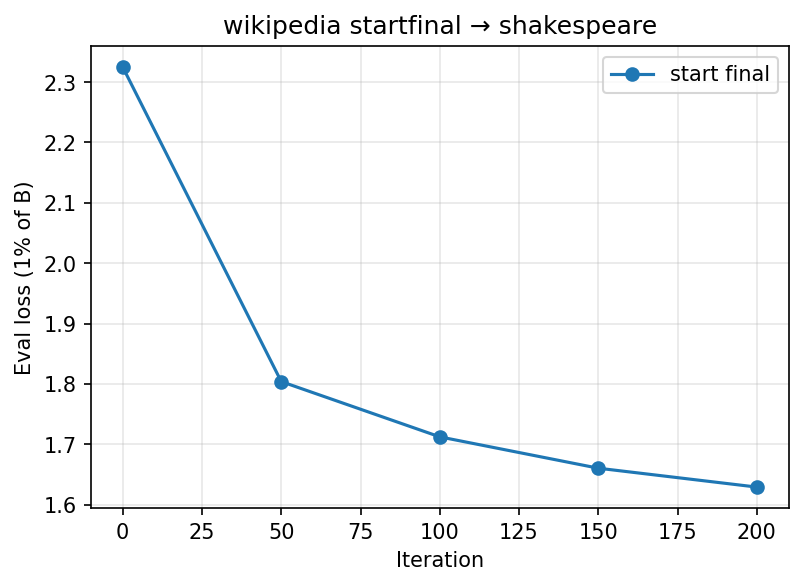 wikipedia startfinal → shakespeare
start final
Eval loss (1% of B)
2.3
2.2
2.1
2.0
1.9
1.8
1.7
1.6
0 25 50 75 100 125 150 175 200
Iteration